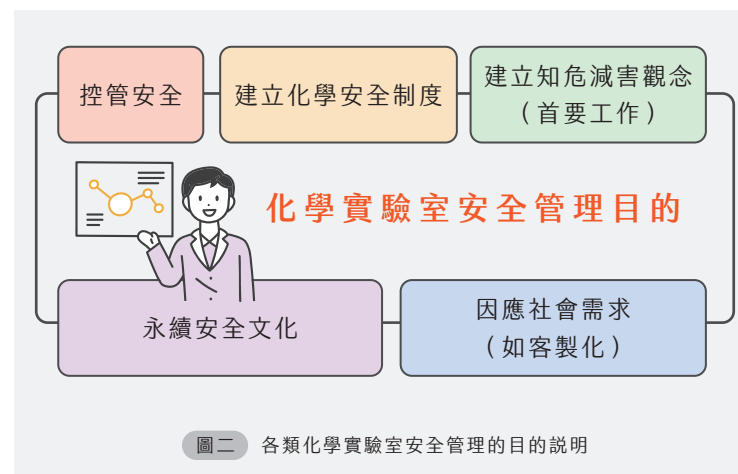 控管安全
建立化學安全制度
建立知危減害觀念
（首要工作）
化學實驗室安全管理目的
永續安全文化
因應社會需求
（如客製化）
圖二 各類化學實驗室安全管理的目的說明